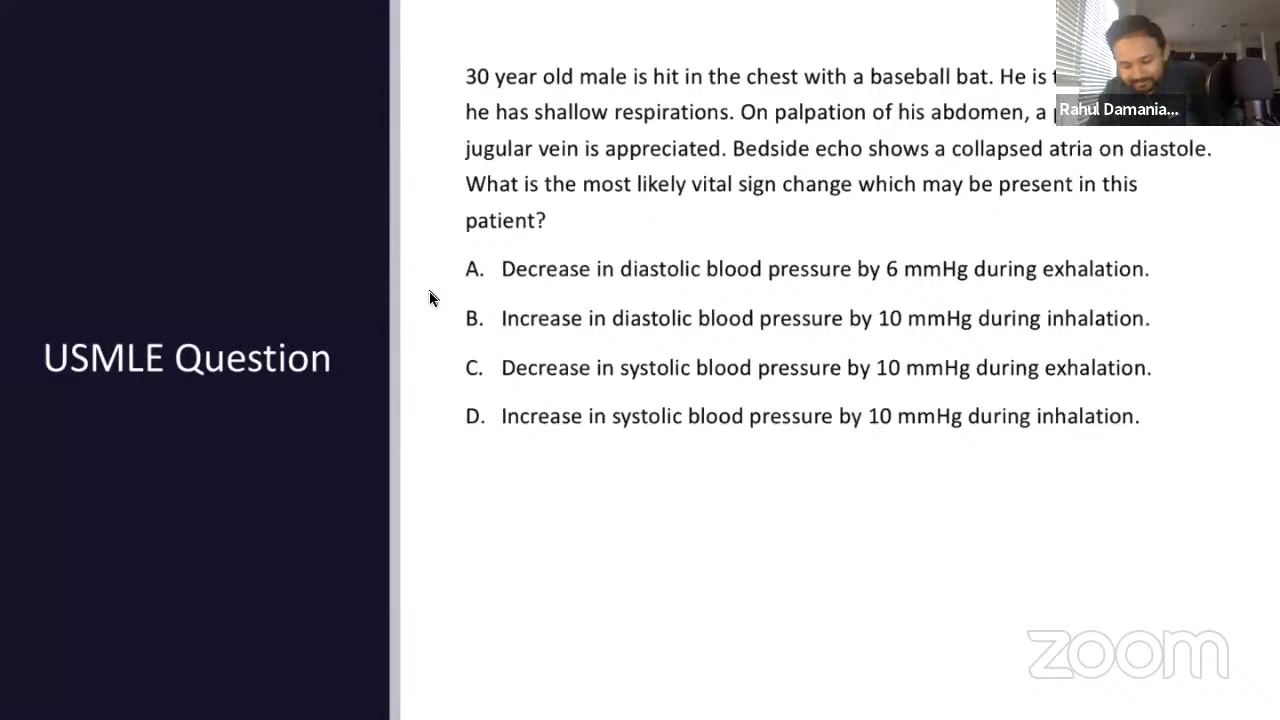 30 year old male is hit in the chest with a baseball bat. He is
he has shallow respirations. On palpation of his abdomen, a
jugular vein is appreciated. Bedside echo shows a collapsed atria on diastole.
What is the most likely vital sign change which may be present in this
patient?
A. Decrease in diastolic blood pressure by 6 mmHg during exhalation.
B. Increase in diastolic blood pressure by 10 mmHg during inhalation.
C. Decrease in systolic blood pressure by 10 mmHg during exhalation.
D. Increase in systolic blood pressure by 10 mmHg during inhalation.
USMLE Question
Rahul Damania...
zoom